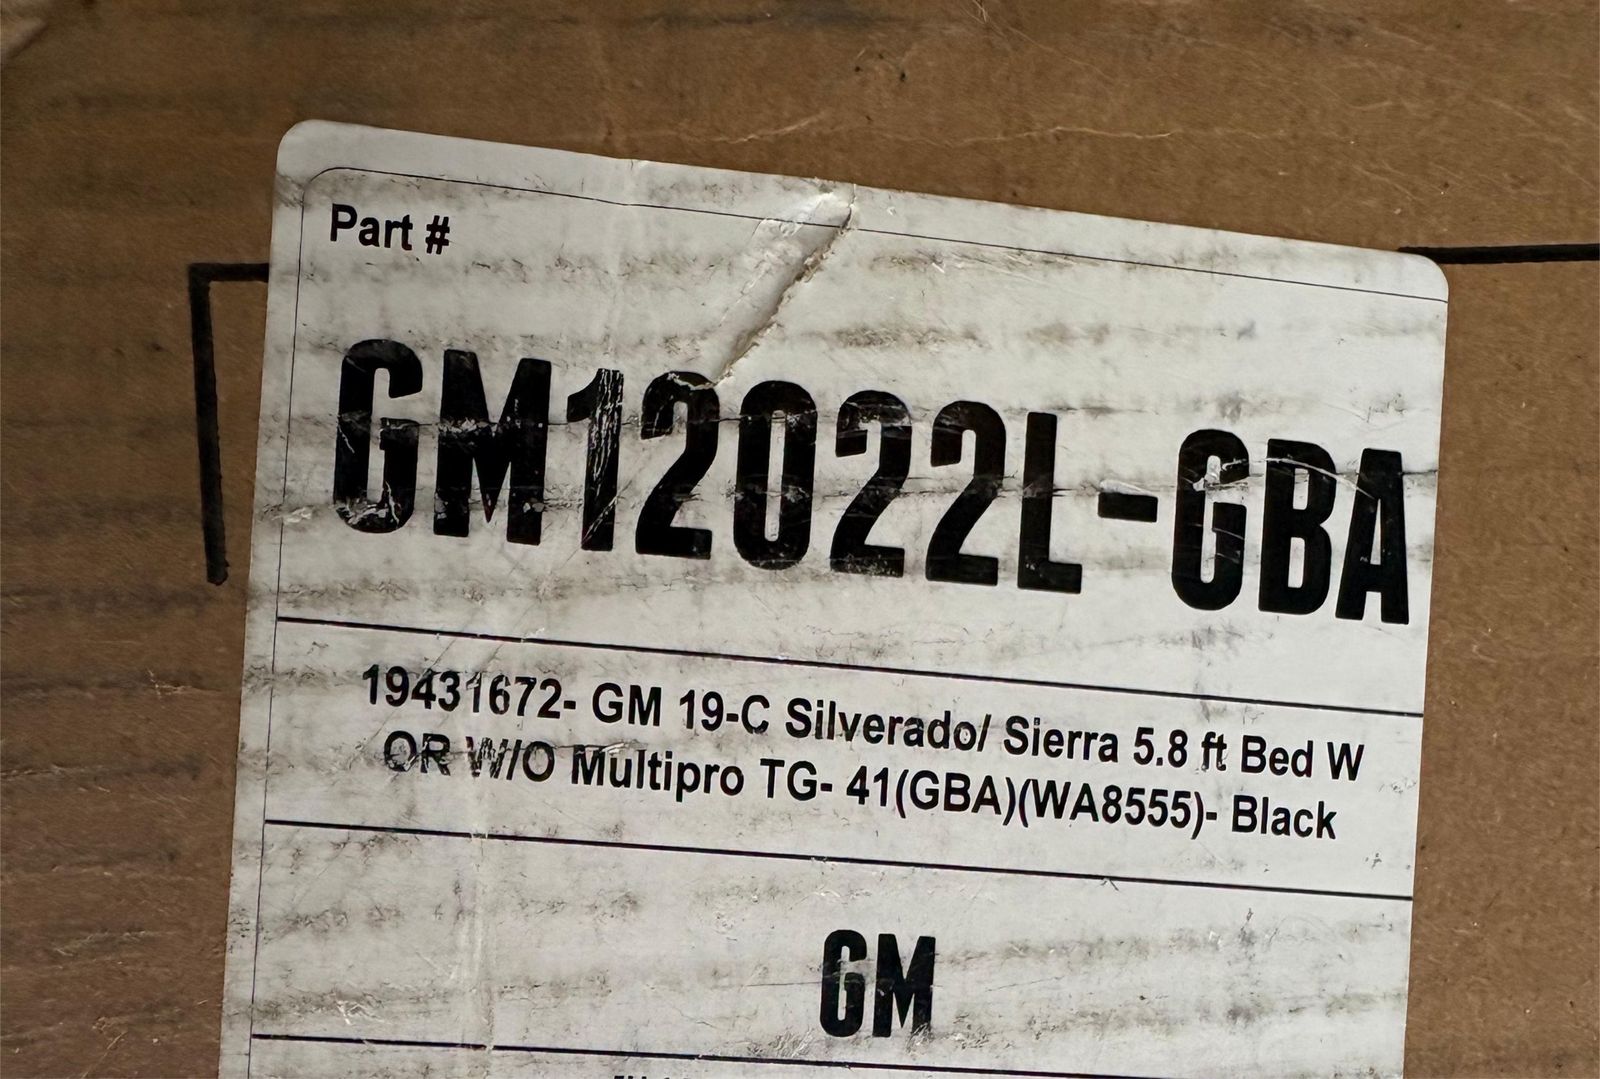 Part #
GM12022L-GBA
19431672- GM 19-C Silverado/ Sierra 5.8 ft Bed W
OR W/O Multipro TG- 41(GBA)(WA8555)- Black
GM